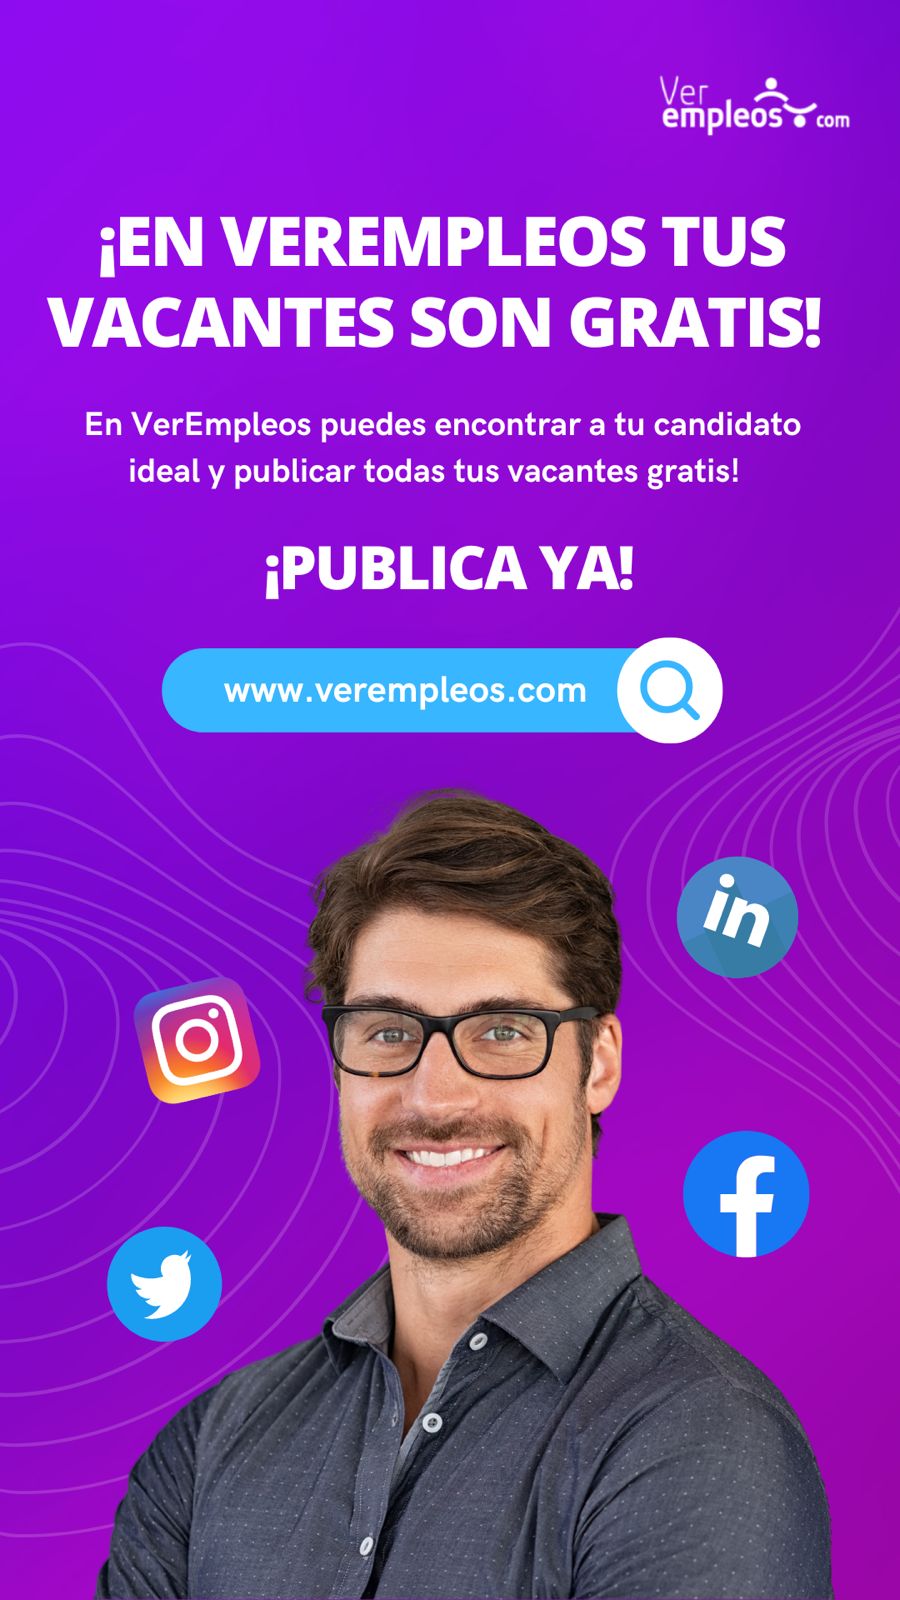 Ver
empleos com
¡EN VEREMPLEOS TUS
VACANTES SON GRATIS!
En VerEmpleos puedes encontrar a tu candidato
ideal y publicar todas tus vacantes gratis!
¡PUBLICA YA!
www.verempleos.com
in
f